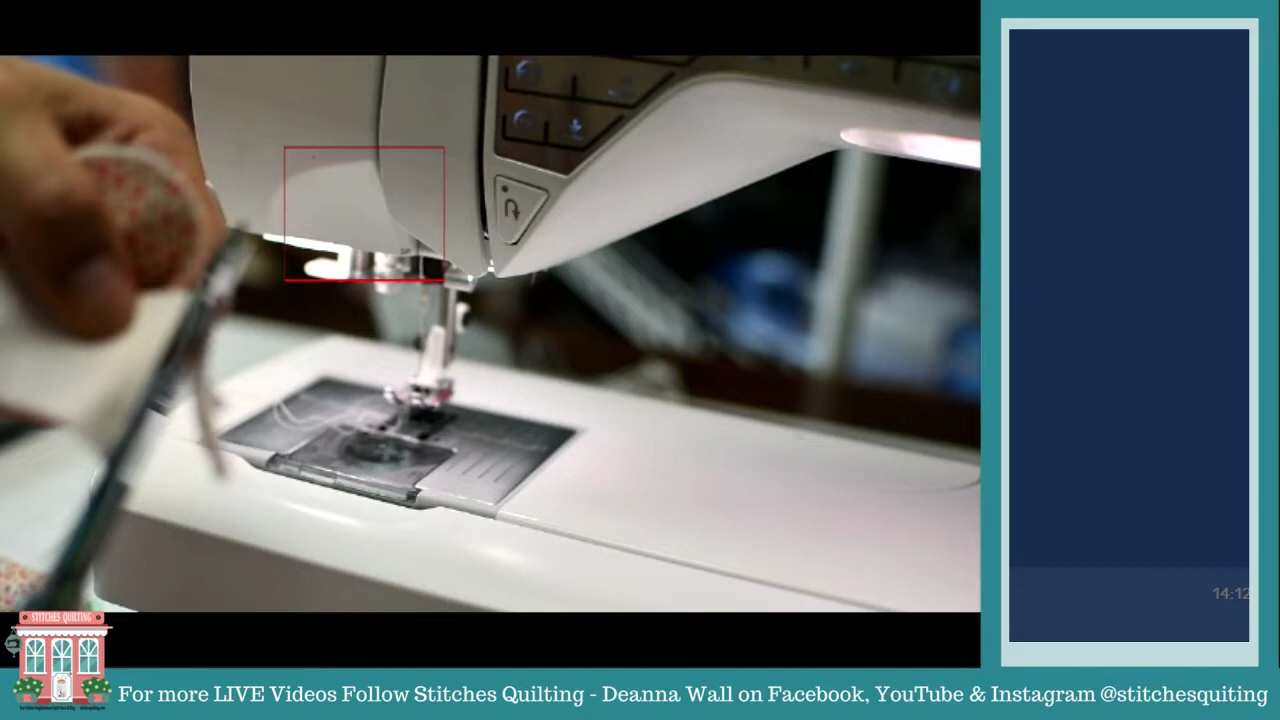 14:12
STITCHES QUILTING
For more LIVE Videos Follow Stitches Quilting - Deanna Wall on Facebook, YouTube & Instagram @stitchesquiting